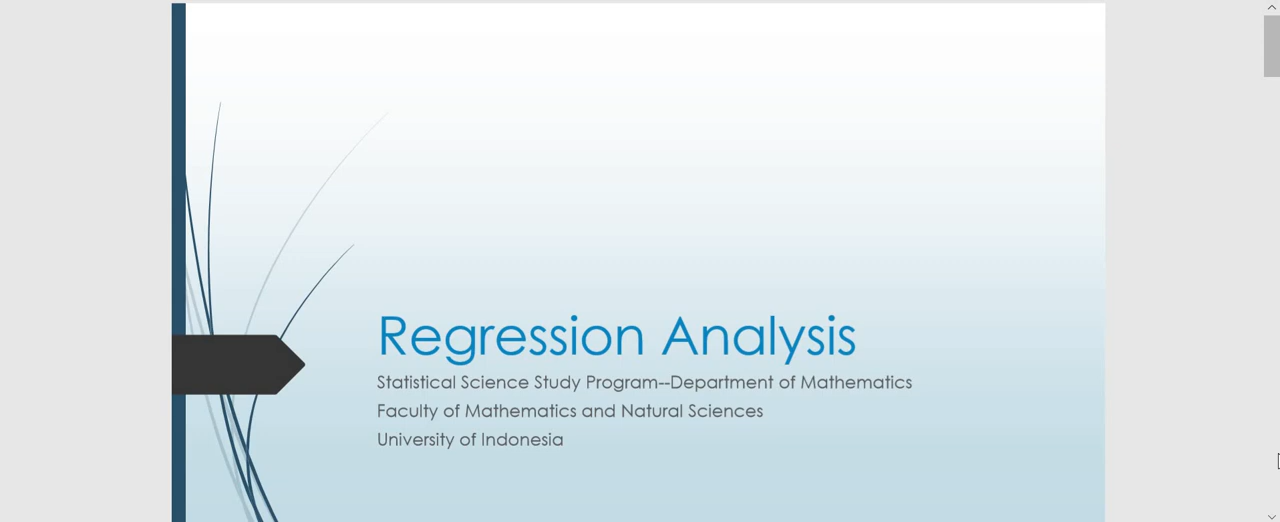 Regression Analysis
Statistical Science Study Program--Department of Mathematics
Faculty of Mathematics and Natural Sciences
University of Indonesia